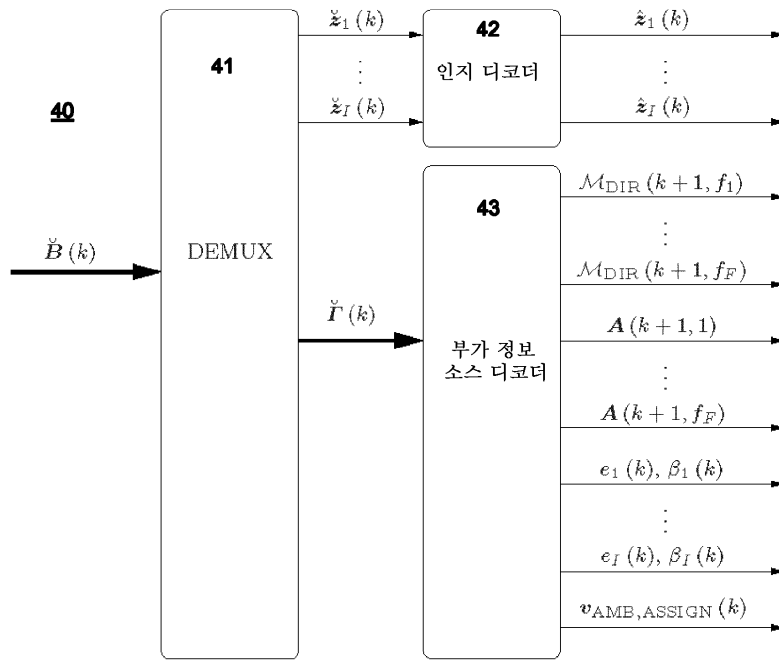 40
B̆(k)
41
DEMUX
z̆₁(k)
⋮
z̆_I(k)
Γ̆(k)
42
인지 디코더
ẑ₁(k)
⋮
ẑ_I(k)
43
부가 정보
소스 디코더
ℳ_DIR(k+1, f₁)
⋮
ℳ_DIR(k+1, f_F)
A(k+1, 1)
⋮
A(k+1, f_F)
e₁(k), β₁(k)
⋮
e_I(k), β_I(k)
v_AMB,ASSIGN(k)